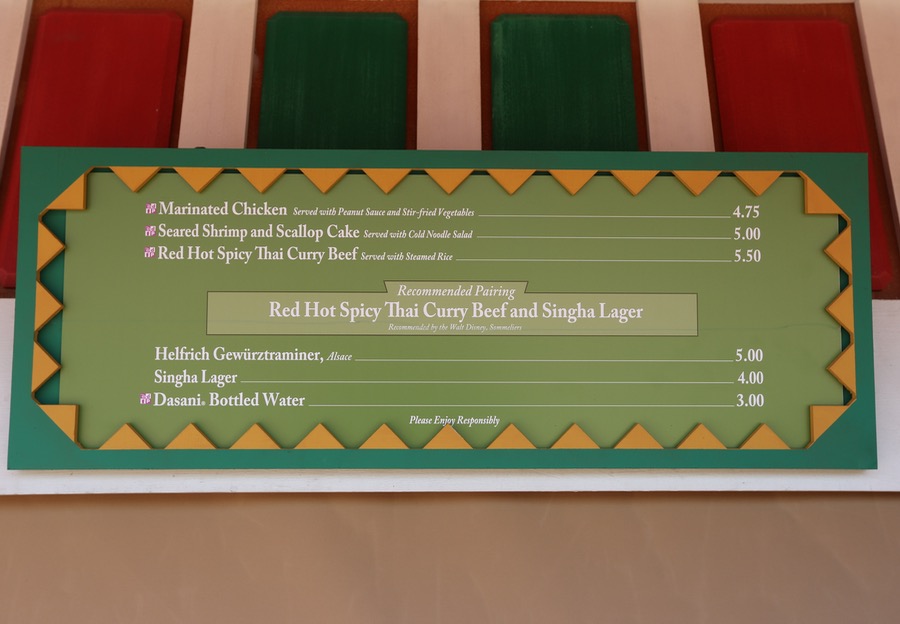 Marinated Chicken Served with Peanut Sauce and Stir-fried Vegetables 4.75
Seared Shrimp and Scallop Cake Served with Cold Noodle Salad 5.00
Red Hot Spicy Thai Curry Beef Served with Steamed Rice 5.50
Recommended Pairing
Red Hot Spicy Thai Curry Beef and Singha Lager
Recommended by the Walt Disney. Sommeliers
Helfrich Gewürztraminer, Alsace 5.00
Singha Lager 4.00
Dasani® Bottled Water 3.00
Please Enjoy Responsibly